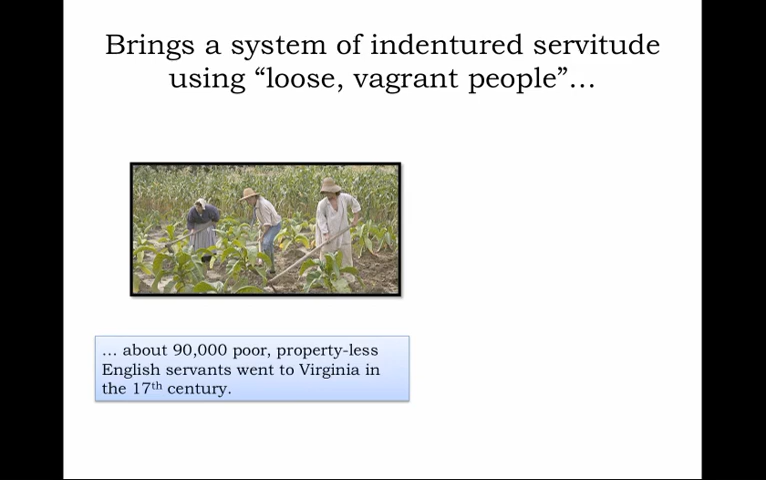 Brings a system of indentured servitude
using “loose, vagrant people”…
… about 90,000 poor, property-less
English servants went to Virginia in
the 17th century.